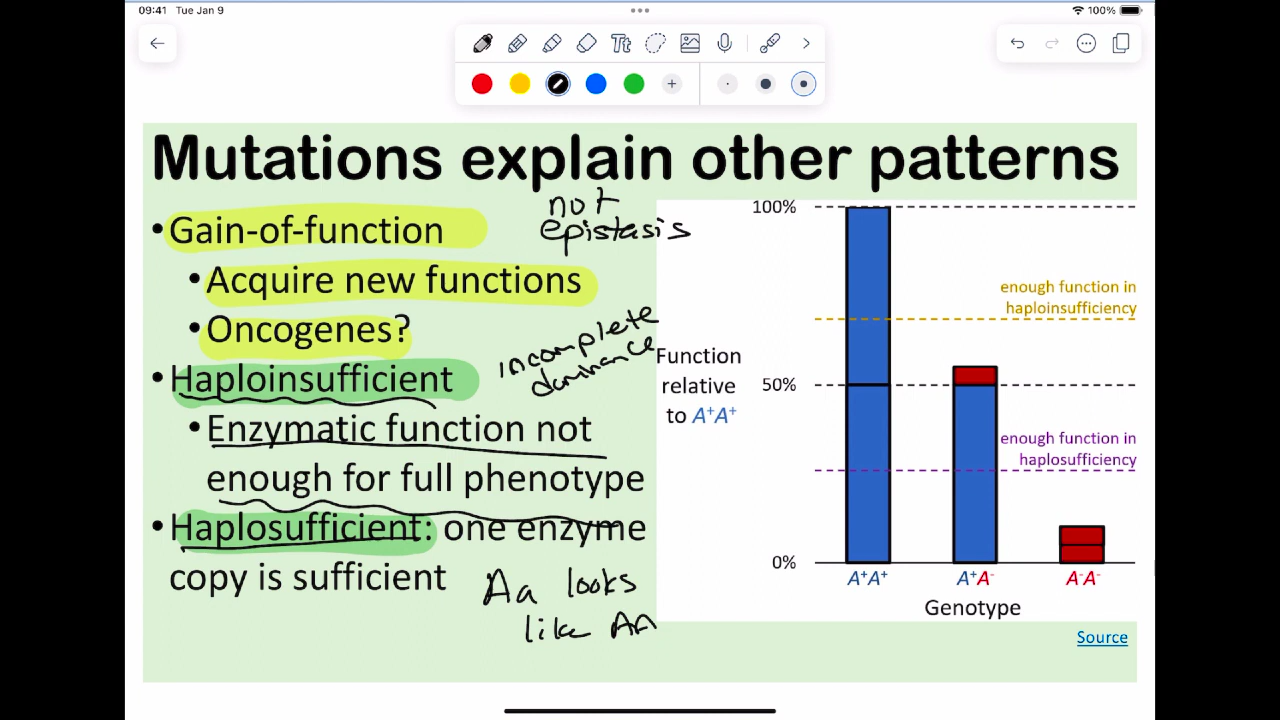 09:41 Tue Jan 9
100%
Tt
Mutations explain other patterns
• Gain-of-function
• Acquire new functions
• Oncogenes?
• Haploinsufficient
• Enzymatic function not
enough for full phenotype
• Haplosufficient: one enzyme
copy is sufficient
not
epistasis
incomplete
dominance
Aa looks
like AA
100%
50%
0%
Function
relative
to A⁺A⁺
enough function in
haploinsufficiency
enough function in
haplosufficiency
A⁺A⁺ A⁺A⁻ A⁻A⁻
Genotype
Source